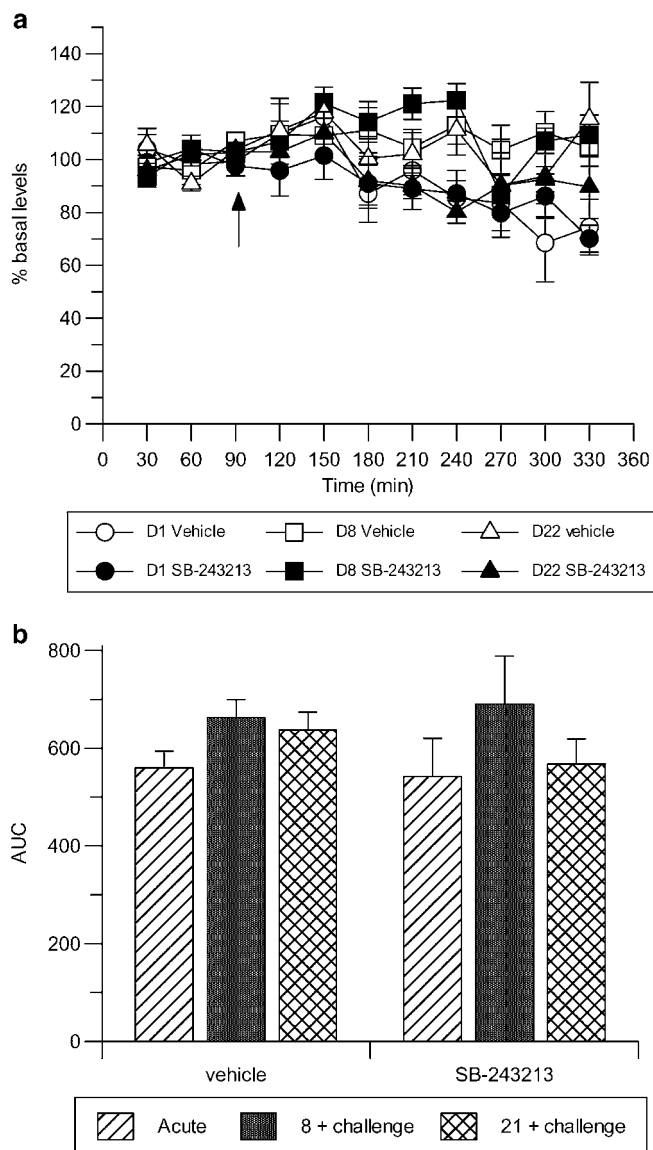 a
140
120
100
80
60
40
20
0
% basal levels
0 30 60 90 120 150 180 210 240 270 300 330 360
Time (min)
D1 Vehicle D8 Vehicle D22 vehicle
D1 SB-243213 D8 SB-243213 D22 SB-243213
b
800
600
400
200
0
AUC
vehicle SB-243213
Acute 8 + challenge 21 + challenge